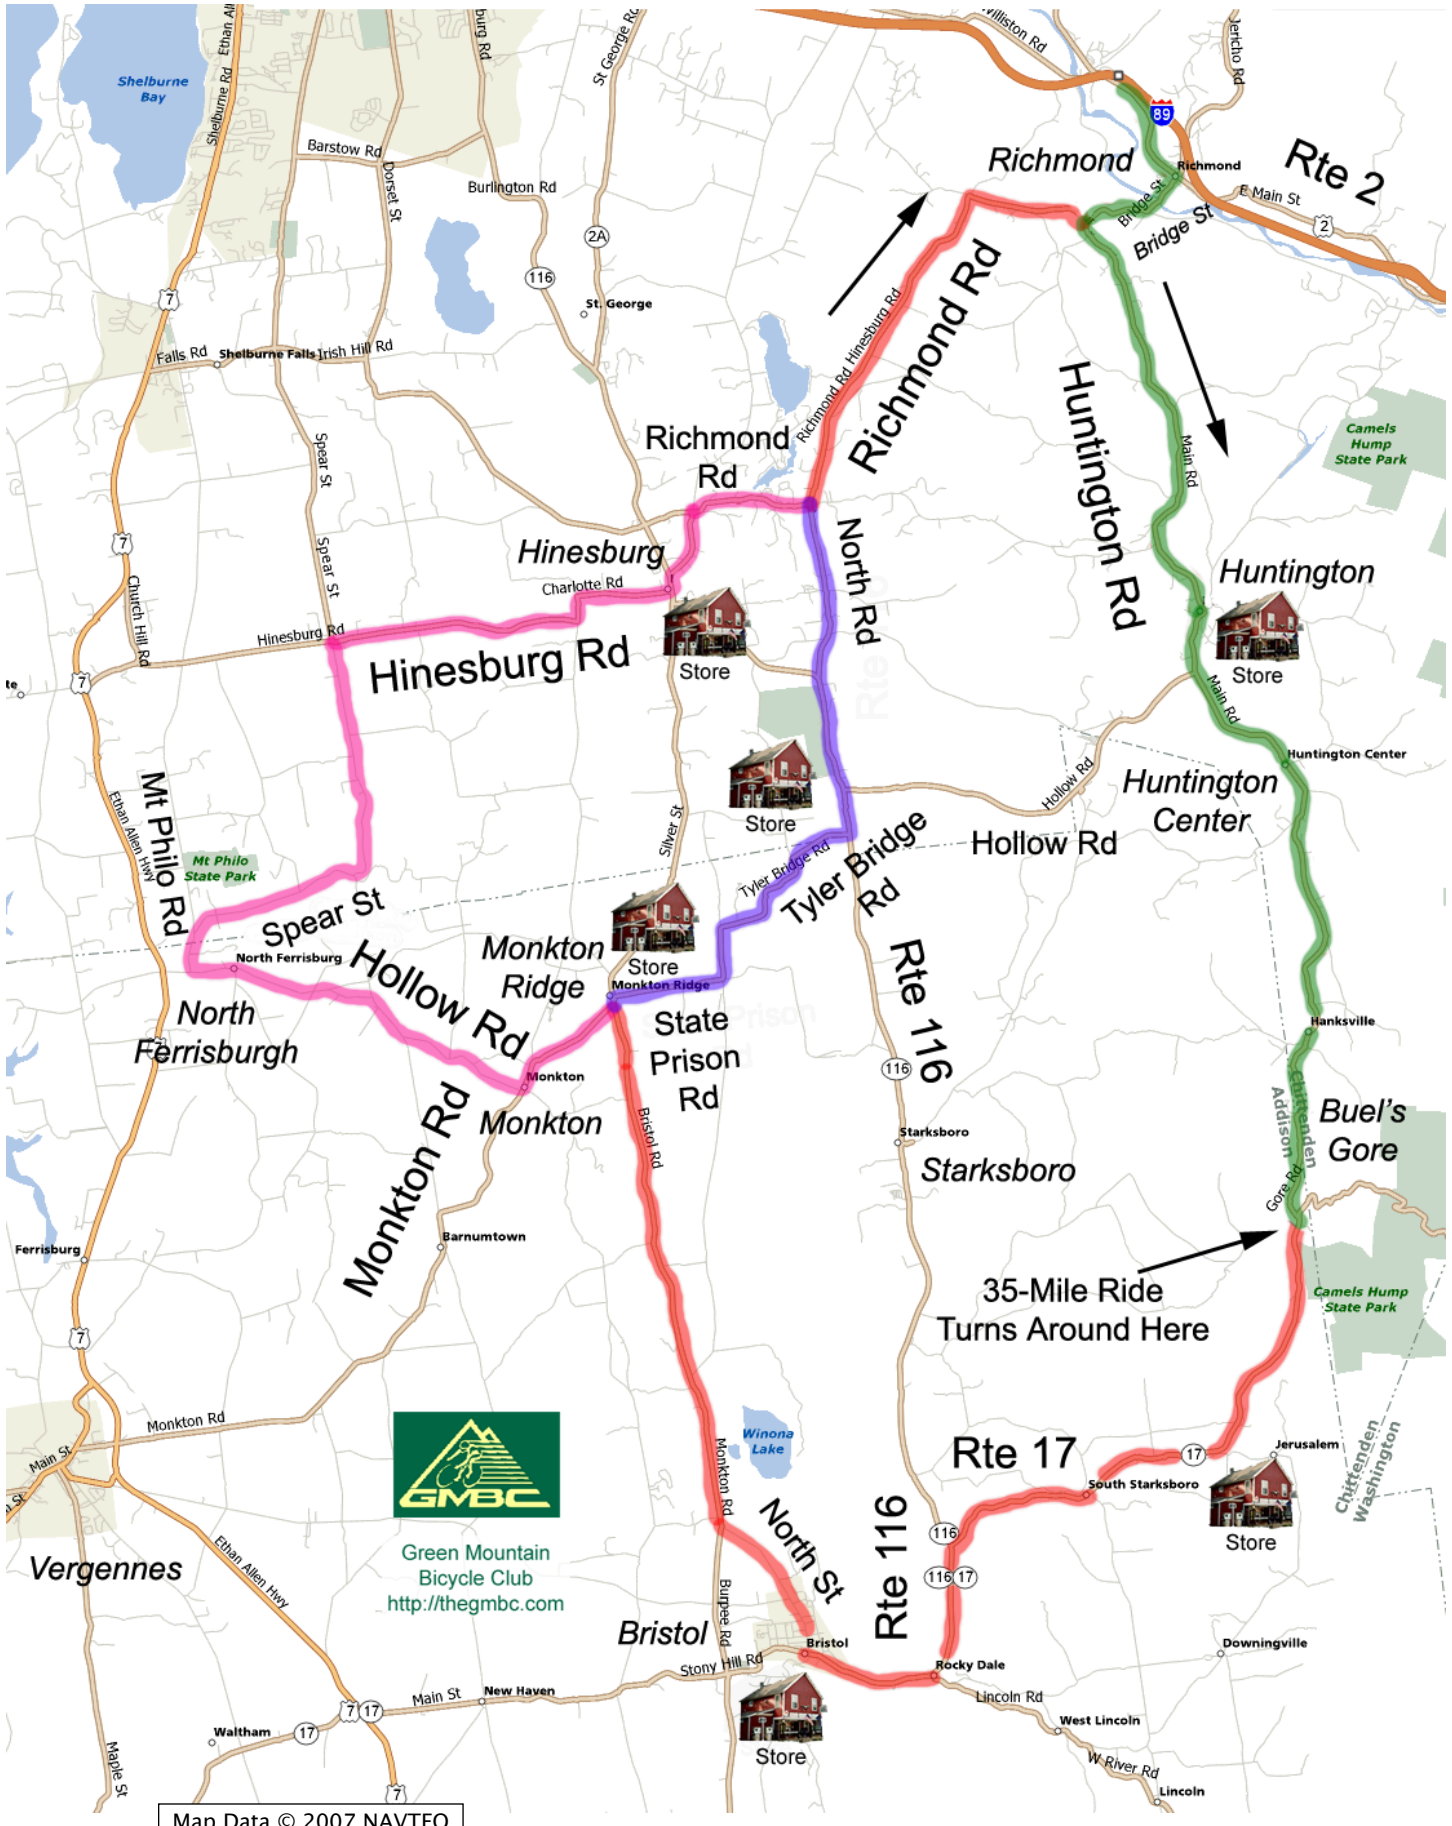 Shelburne
Bay
Shelburne Rd
Ethan Al
burg Rd
St George Rd
Williston Rd
Jericho Rd
89
Barstow Rd
Dorset St
Burlington Rd
2A
116
St. George
Richmond
Richmond
Rte 2
E Main St
2
Bridge St
Bridge St
7
Falls Rd
Shelburne Falls
Irish Hill Rd
Richmond Rd Hinesburg Rd
Richmond Rd
Huntington Rd
Main Rd
Camels
Hump
State Park
Spear St
Spear St
Richmond
Rd
7
Church Hill Rd
Hinesburg
Charlotte Rd
Hinesburg Rd
Hinesburg Rd
Store
North Rd
Huntington
Store
Main Rd
7
te
Huntington Center
Huntington
Center
Hollow Rd
Hollow Rd
Store
Silver St
Tyler Bridge Rd
Tyler Bridge
Rd
Mt Philo Rd
Ethan Allen Hwy
Mt Philo
State Park
Spear St
North Ferrisburg
Hollow Rd
Monkton
Ridge
Store
Monkton Ridge
State
Prison
Rd
Rte 116
116
North
Ferrisburgh
7
Monkton
Monkton
Monkton Rd
Bristol Rd
Starksboro
Starksboro
Hanksville
Chittenden
Addison
Buel's
Gore
Gore Rd
Ferrisburg
Barnumtown
35-Mile Ride
Turns Around Here
Camels Hump
State Park
7
Monkton Rd
Main St
n St
GMBC
Green Mountain
Bicycle Club
http://thegmbc.com
Winona
Lake
Monkton Rd
Rte 17
17
Jerusalem
South Starksboro
Store
Chittenden
Washington
Vergennes
Ethan Allen Hwy
North St
Rte 116
116
116
17
Burpee Rd
Bristol
Bristol
Stony Hill Rd
Rocky Dale
Downingville
Lincoln Rd
Main St
New Haven
7
17
Waltham
17
Store
West Lincoln
W River Rd
Lincoln
Maple St
7
Map Data © 2007 NAVTEQ